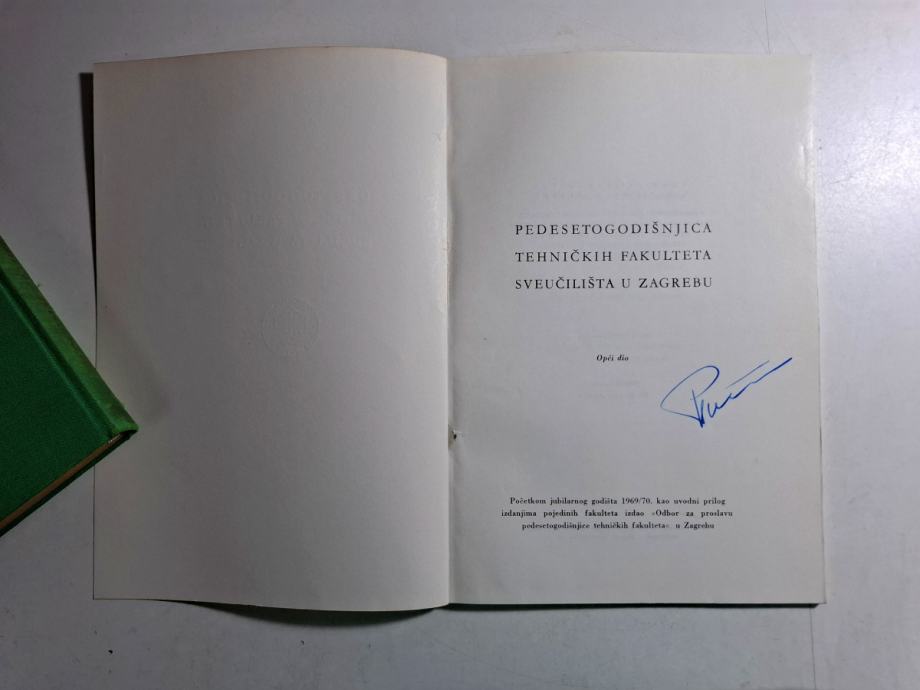 PEDESETOGODIŠNJICA
TEHNIČKIH FAKULTETA
SVEUČILIŠTA U ZAGREBU
Opći dio
Početkom jubilarnog godišta 1969/70. kao uvodni prilog
izdanjima pojedinih fakulteta izdao »Odbor za proslavu
pedesetogodišnjice tehničkih fakulteta« u Zagrebu